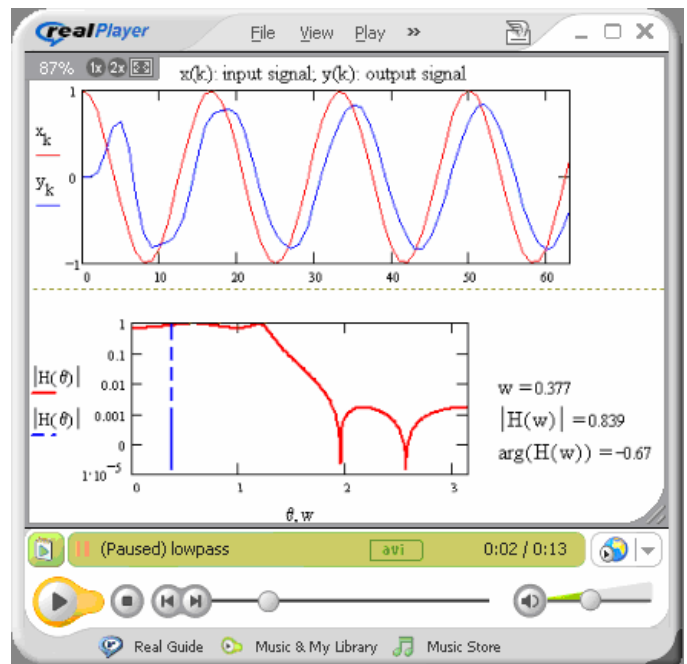 realPlayer File View Play »
87% 1x 2x x(k): input signal; y(k): output signal
1
x_k
y_k
0
−1
0 10 20 30 40 50 60
1
0.1
|H(θ)| 0.01
|H(θ)| 0.001
0
1·10^-5
0 1 2 3
θ, w
w = 0.377
|H(w)| = 0.839
arg(H(w)) = -0.67
(Paused) lowpass avi 0:02 / 0:13
Real Guide Music & My Library Music Store